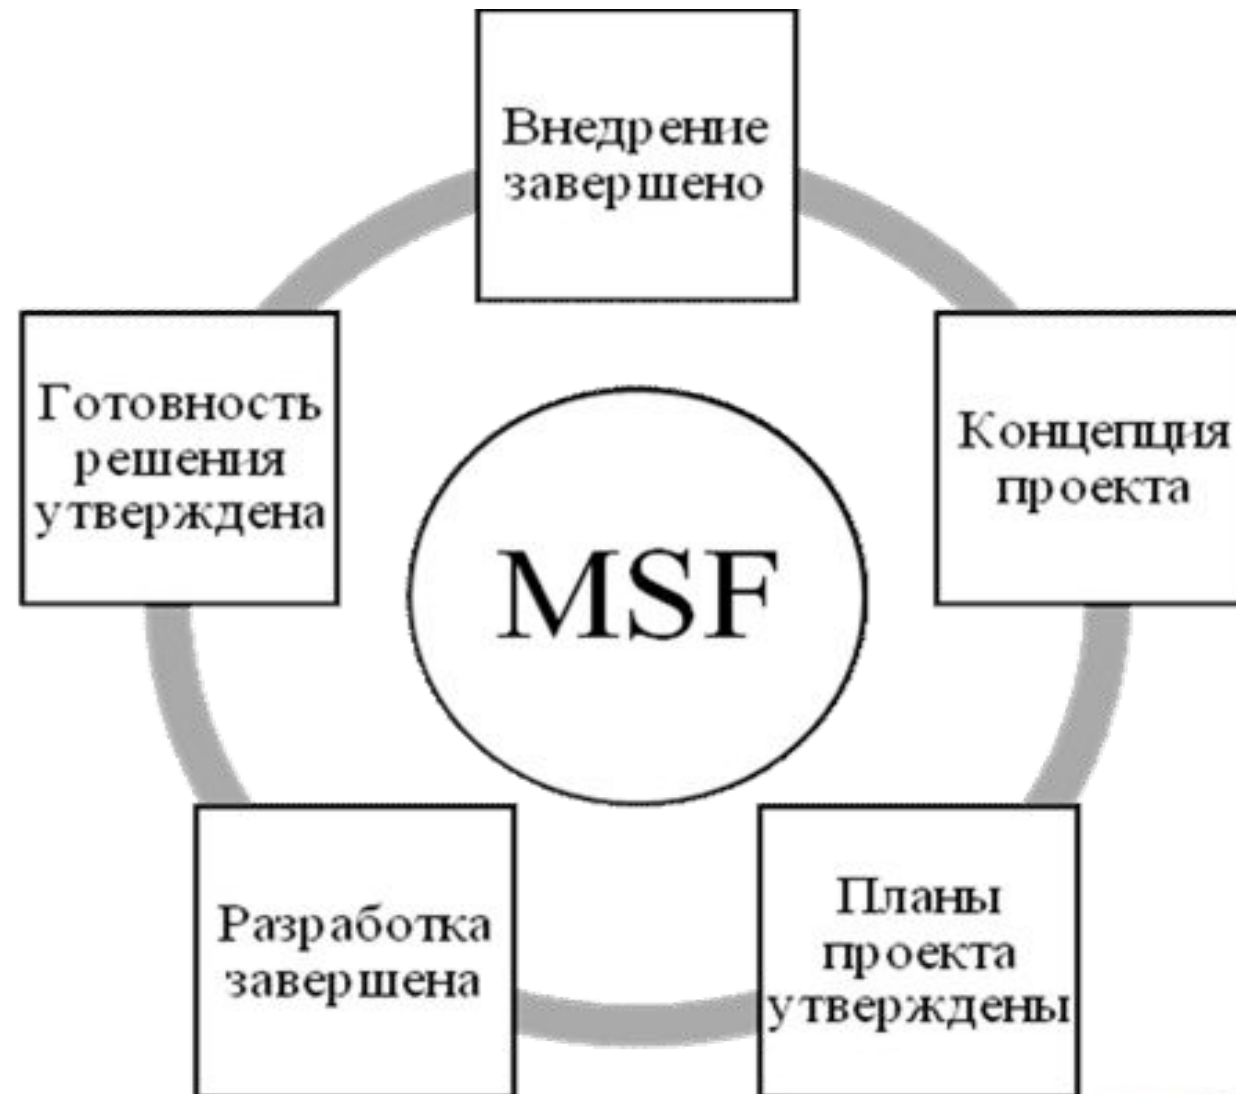 Внедрение
завершено
Готовность
решения
утверждена
Концепция
проекта
MSF
Разработка
завершена
Планы
проекта
утверждены